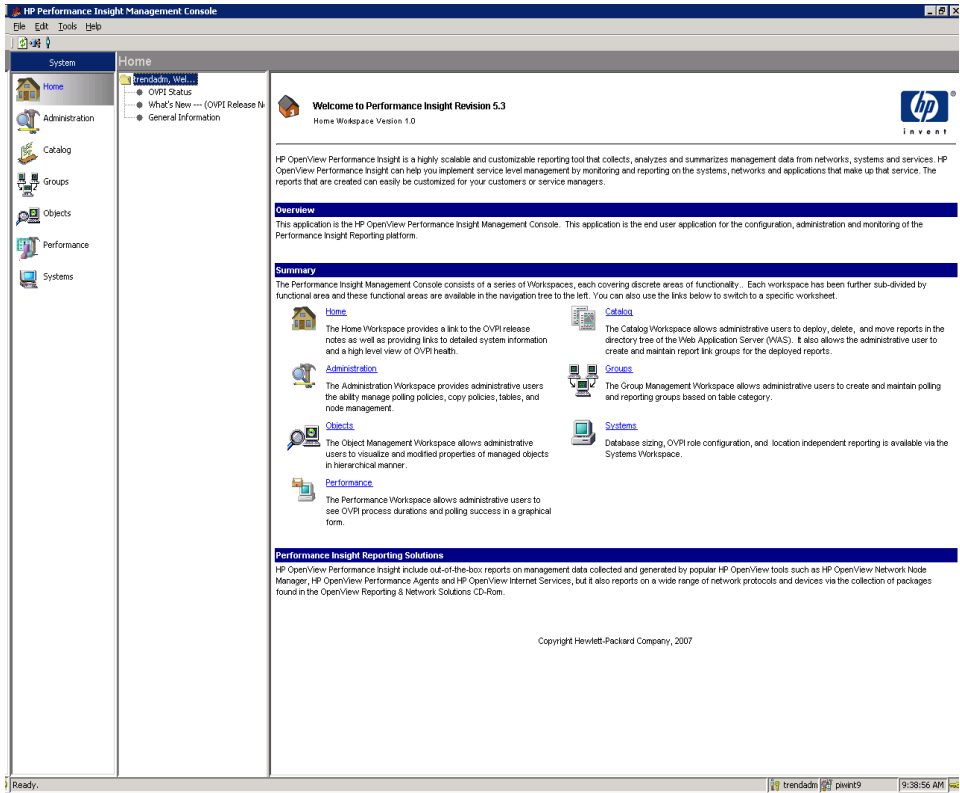 HP Performance Insight Management Console
File Edit Tools Help
System
Home
Home
Administration
Catalog
Groups
Objects
Performance
Systems
trendadm, Wel...
OVPI Status
What's New --- (OVPI Release N
General Information
Welcome to Performance Insight Revision 5.3
Home Workspace Version 1.0
hp
®
invent
HP OpenView Performance Insight is a highly scalable and customizable reporting tool that collects, analyzes and summarizes management data from networks, systems and services. HP
OpenView Performance Insight can help you implement service level management by monitoring and reporting on the systems, networks and applications that make up that service. The
reports that are created can easily be customized for your customers or service managers.
Overview
This application is the HP OpenView Performance Insight Management Console. This application is the end user application for the configuration, administration and monitoring of the
Performance Insight Reporting platform.
Summary
The Performance Insight Management Console consists of a series of Workspaces, each covering discrete areas of functionality.. Each workspace has been further sub-divided by
functional area and these functional areas are available in the navigation tree to the left. You can also use the links below to switch to a specific worksheet.
Home
The Home Workspace provides a link to the OVPI release
notes as well as providing links to detailed system information
and a high level view of OVPI health.
Catalog
The Catalog Workspace allows administrative users to deploy, delete, and move reports in the
directory tree of the Web Application Server (WAS). It also allows the administrative user to
create and maintain report link groups for the deployed reports.
Administration
The Administration Workspace provides administrative users
the ability manage polling policies, copy policies, tables, and
node management.
Groups
The Group Management Workspace allows administrative users to create and maintain polling
and reporting groups based on table category.
Objects
The Object Management Workspace allows administrative
users to visualize and modified properties of managed objects
in hierarchical manner.
Systems
Database sizing, OVPI role configuration, and location independent reporting is available via the
Systems Workspace.
Performance
The Performance Workspace allows administrative users to
see OVPI process durations and polling success in a graphical
form.
Performance Insight Reporting Solutions
HP OpenView Performance Insight include out-of-the-box reports on management data collected and generated by popular HP OpenView tools such as HP OpenView Network Node
Manager, HP OpenView Performance Agents and HP OpenView Internet Services, but it also reports on a wide range of network protocols and devices via the collection of packages
found in the OpenView Reporting & Network Solutions CD-Rom.
Copyright Hewlett-Packard Company, 2007
Ready.
trendadm
piwint9
9:38:56 AM